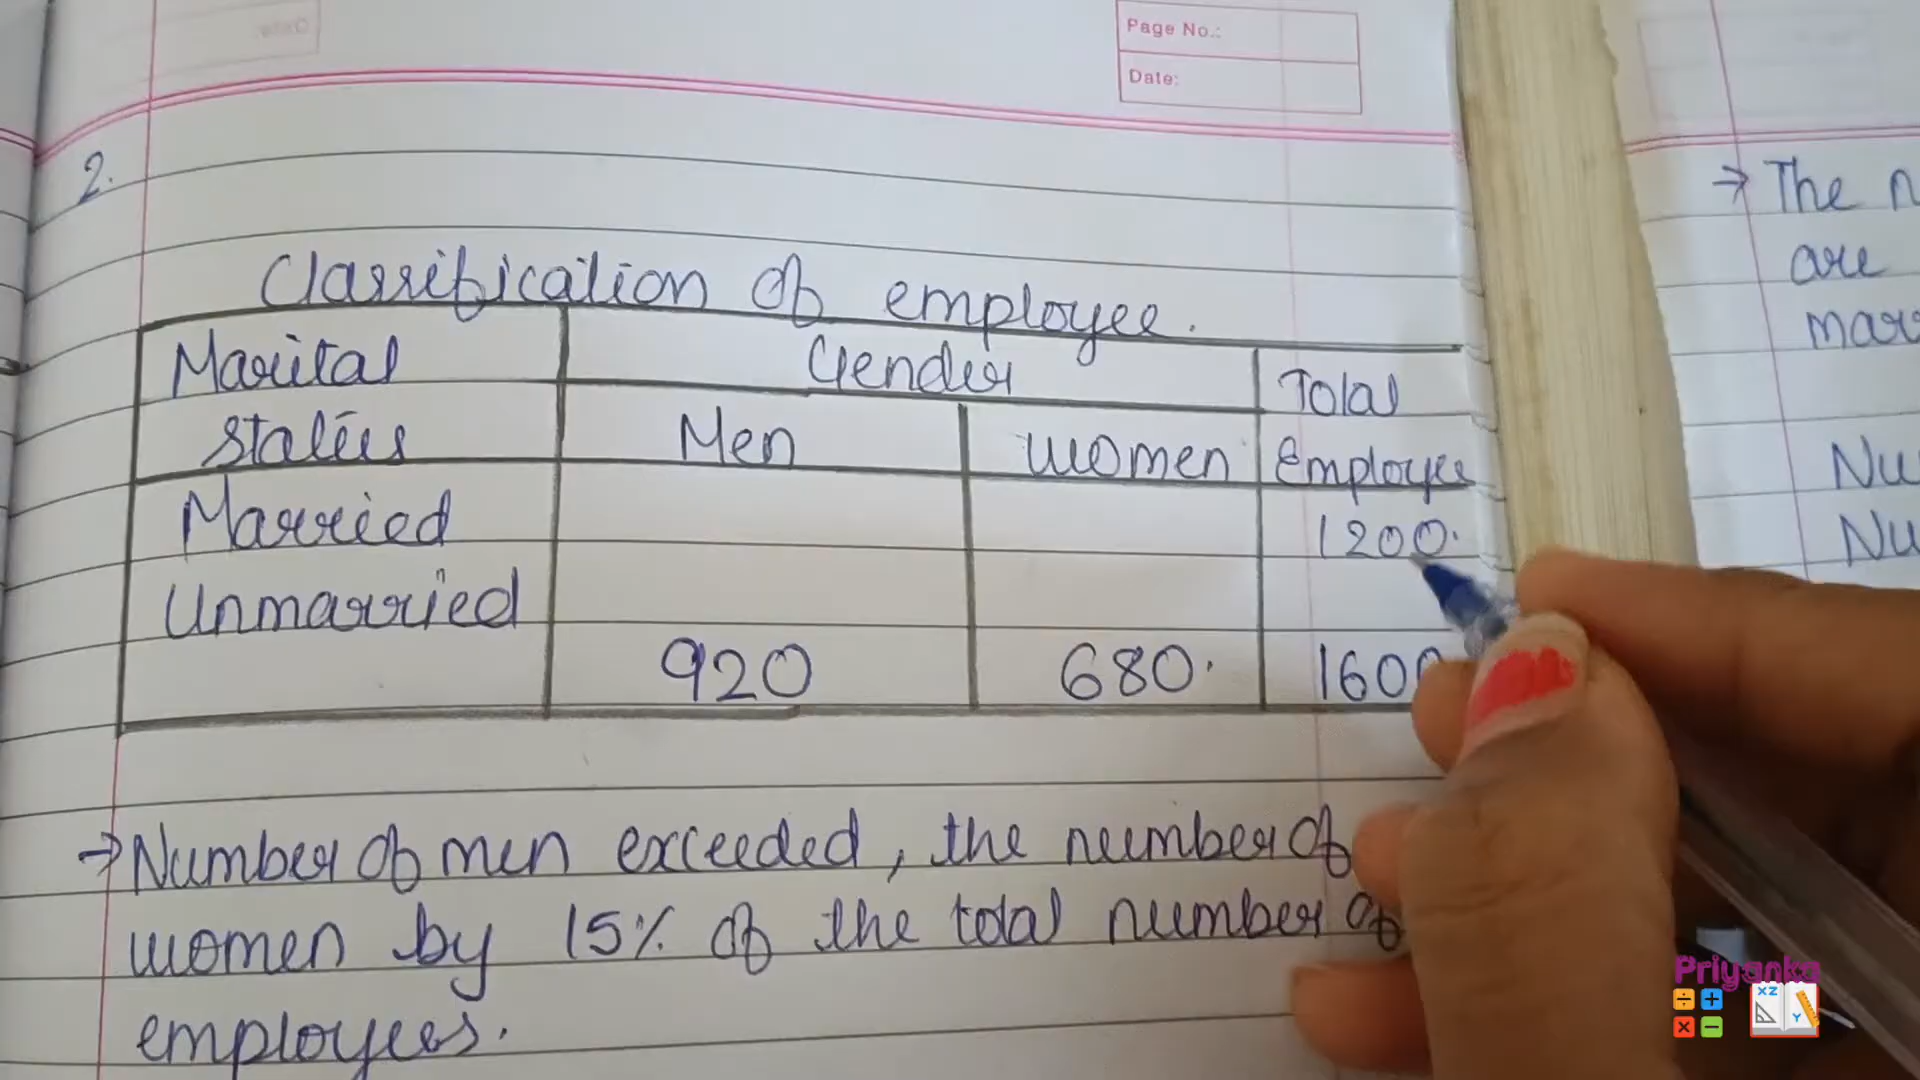 Page No.:
Date:
2.
Classification of employee.
Marital Gender Total
Status Men women Employee
Married 1200.
Unmarried
920 680. 1600
→ Number of men exceeded, the number of
women by 15% of the total number of
employees.
→ The
are
Priyanka